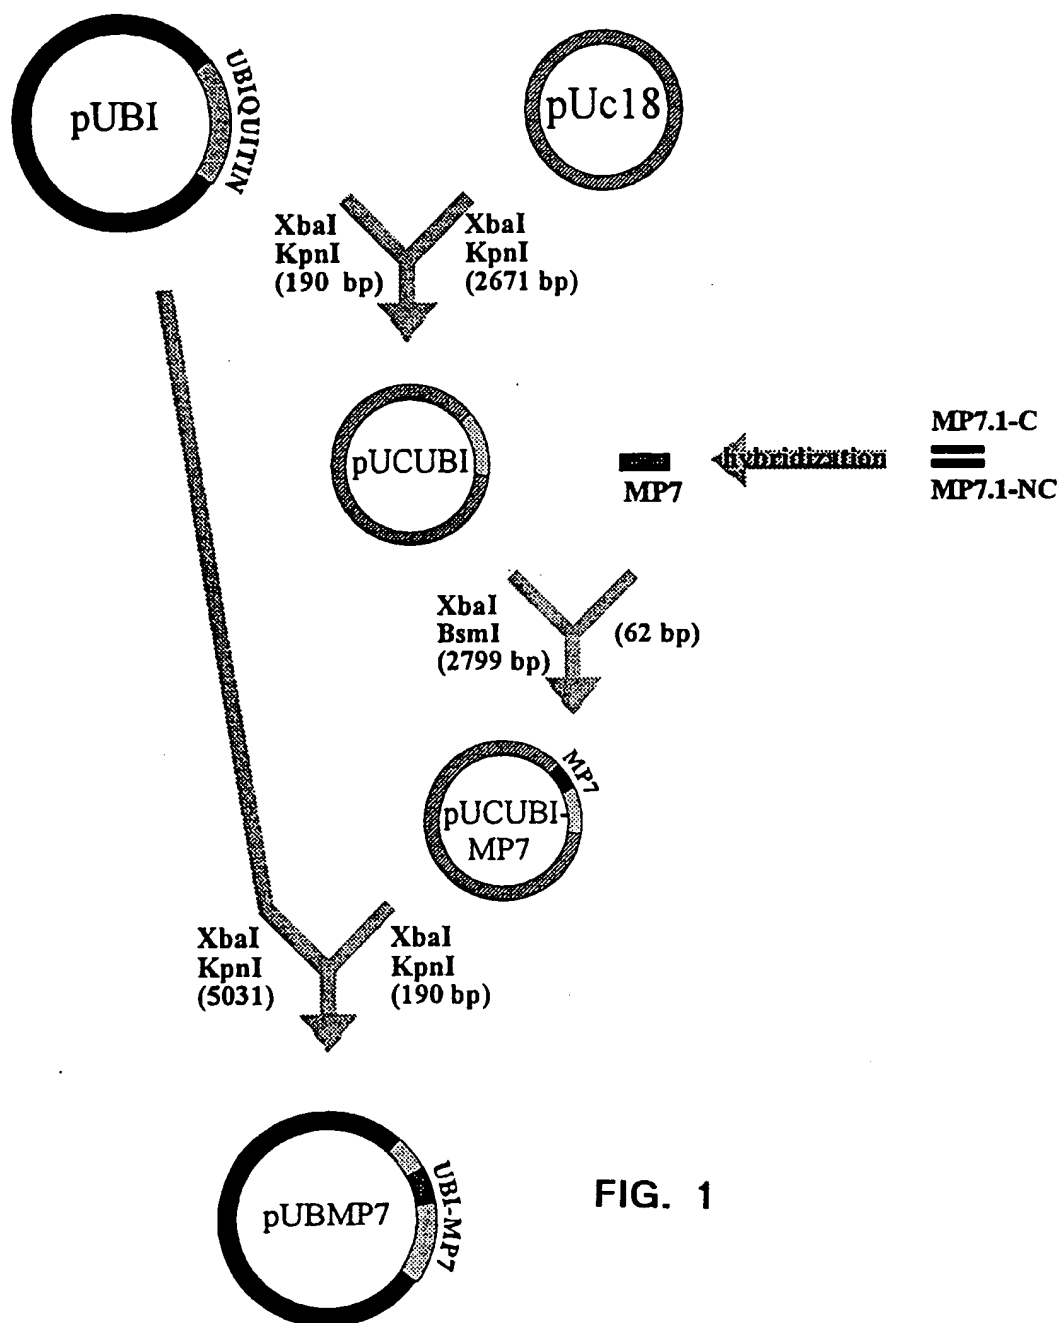 pUBI
UBIQUITIN
pUc18
XbaI
KpnI
(190 bp)
XbaI
KpnI
(2671 bp)
pUCUBI
MP7
hybridization
MP7.1-C
MP7.1-NC
XbaI
BsmI
(2799 bp)
(62 bp)
MP7
pUCUBI-
MP7
XbaI
KpnI
(5031)
XbaI
KpnI
(190 bp)
pUBMP7
UBI-MP7
FIG. 1